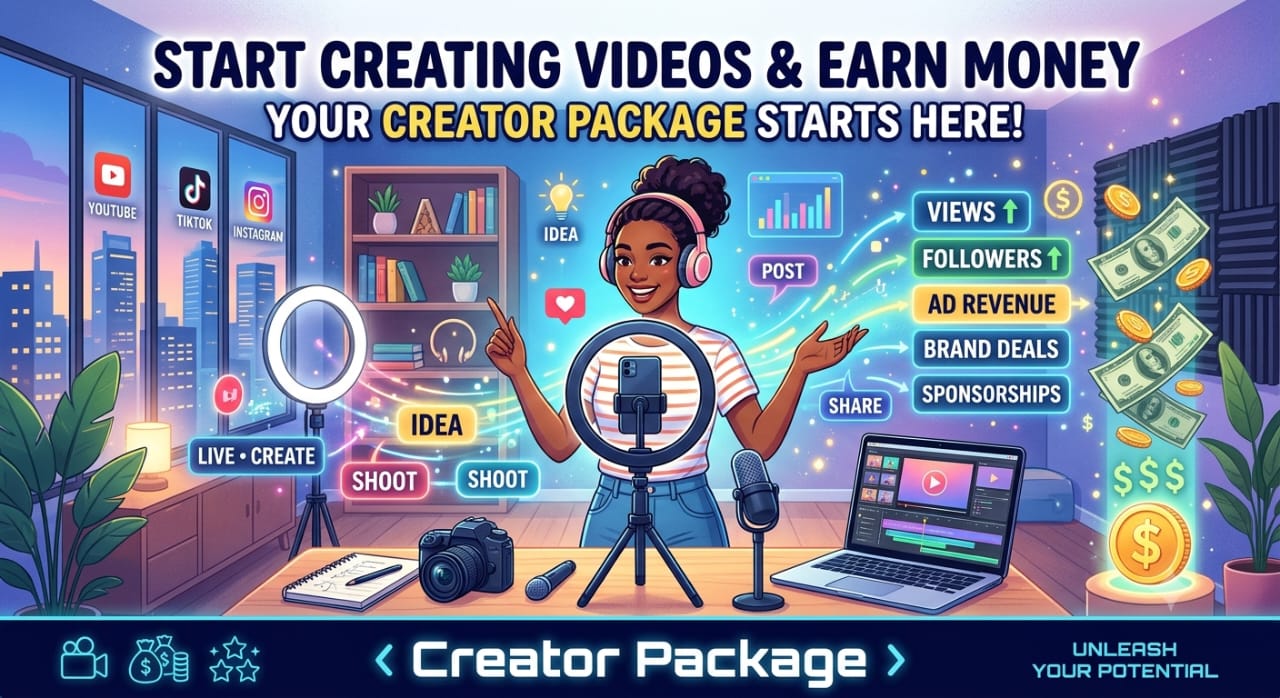 START CREATING VIDEOS & EARN MONEY
YOUR CREATOR PACKAGE STARTS HERE!
YOUTUBE
TIKTOK
INSTAGRAM
IDEA
POST
VIEWS
FOLLOWERS
AD REVENUE
BRAND DEALS
SPONSORSHIPS
SHARE
LIVE • CREATE
IDEA
SHOOT
SHOOT
$
$
$$$
$
< Creator Package >
UNLEASH
YOUR POTENTIAL